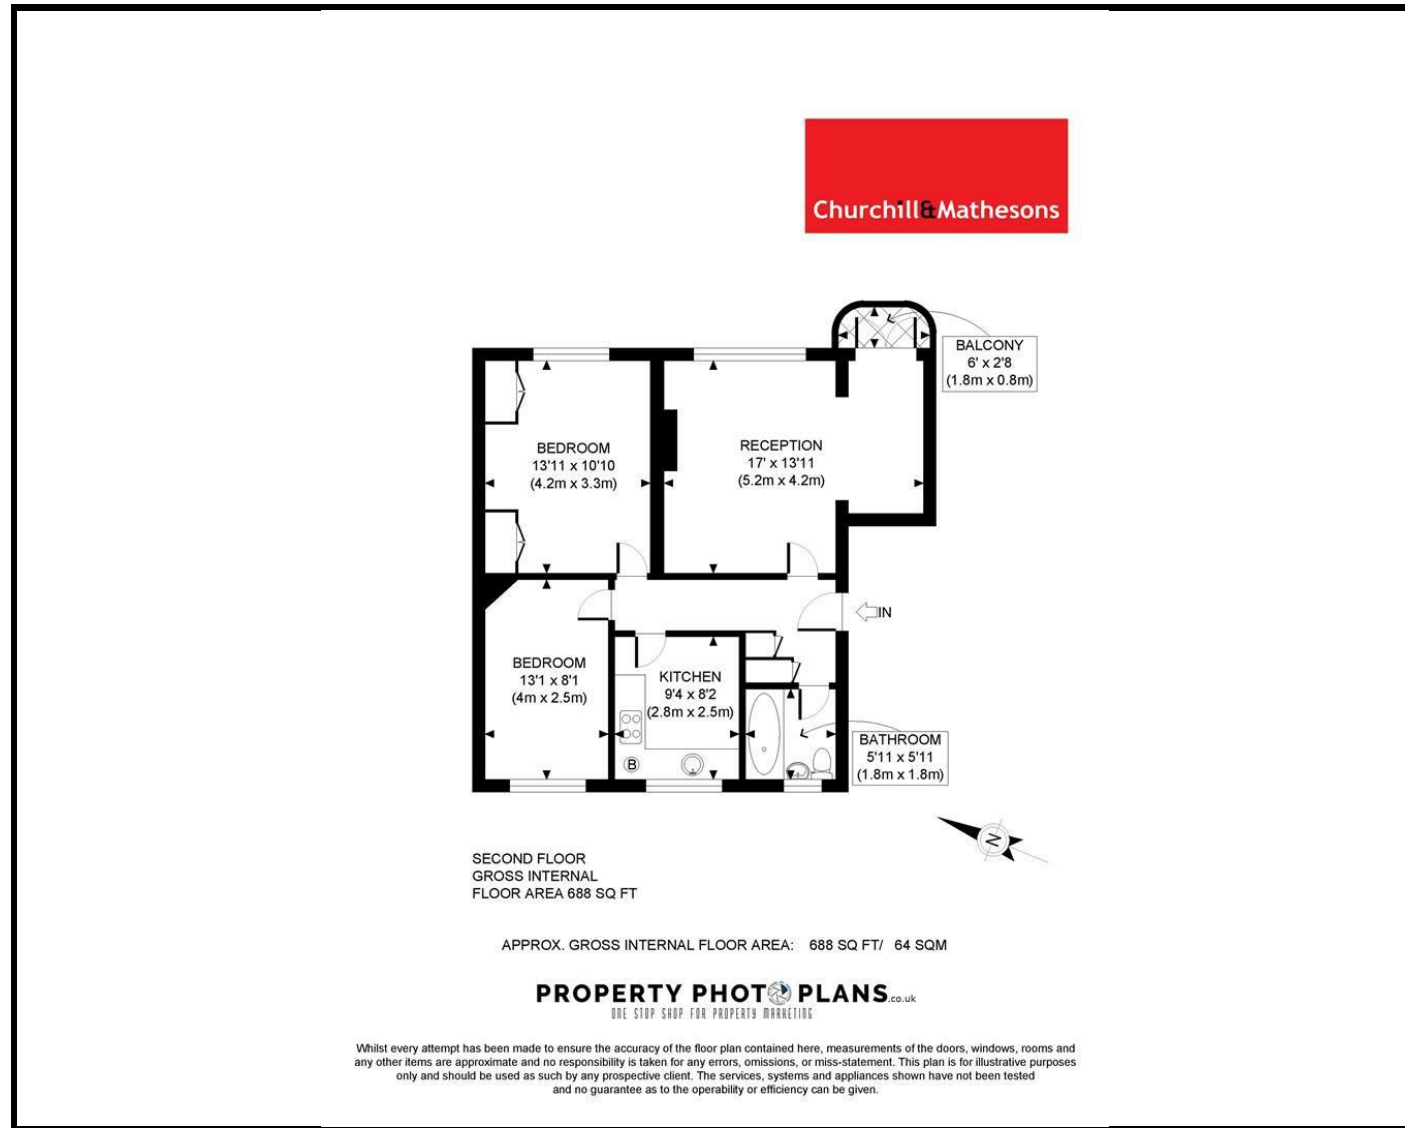 Churchill&Mathesons
BALCONY
6' x 2'8
(1.8m x 0.8m)
BEDROOM
13'11 x 10'10
(4.2m x 3.3m)
RECEPTION
17' x 13'11
(5.2m x 4.2m)
IN
BEDROOM
13'1 x 8'1
(4m x 2.5m)
KITCHEN
9'4 x 8'2
(2.8m x 2.5m)
B
BATHROOM
5'11 x 5'11
(1.8m x 1.8m)
N
SECOND FLOOR
GROSS INTERNAL
FLOOR AREA 688 SQ FT
APPROX. GROSS INTERNAL FLOOR AREA: 688 SQ FT/ 64 SQM
PROPERTY PHOTO PLANS.co.uk
ONE STOP SHOP FOR PROPERTY MARKETING
Whilst every attempt has been made to ensure the accuracy of the floor plan contained here, measurements of the doors, windows, rooms and
any other items are approximate and no responsibility is taken for any errors, omissions, or miss-statement. This plan is for illustrative purposes
only and should be used as such by any prospective client. The services, systems and appliances shown have not been tested
and no guarantee as to the operability or efficiency can be given.